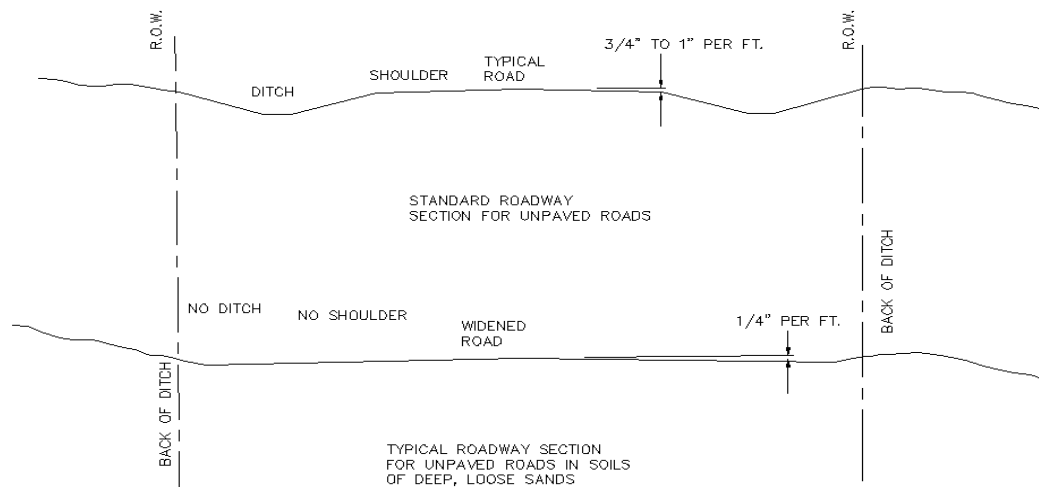 R.O.W.
R.O.W.
3/4" TO 1" PER FT.
TYPICAL
ROAD
SHOULDER
DITCH
STANDARD ROADWAY
SECTION FOR UNPAVED ROADS
BACK OF DITCH
NO DITCH
NO SHOULDER
WIDENED
ROAD
1/4" PER FT.
BACK OF DITCH
TYPICAL ROADWAY SECTION
FOR UNPAVED ROADS IN SOILS
OF DEEP, LOOSE SANDS